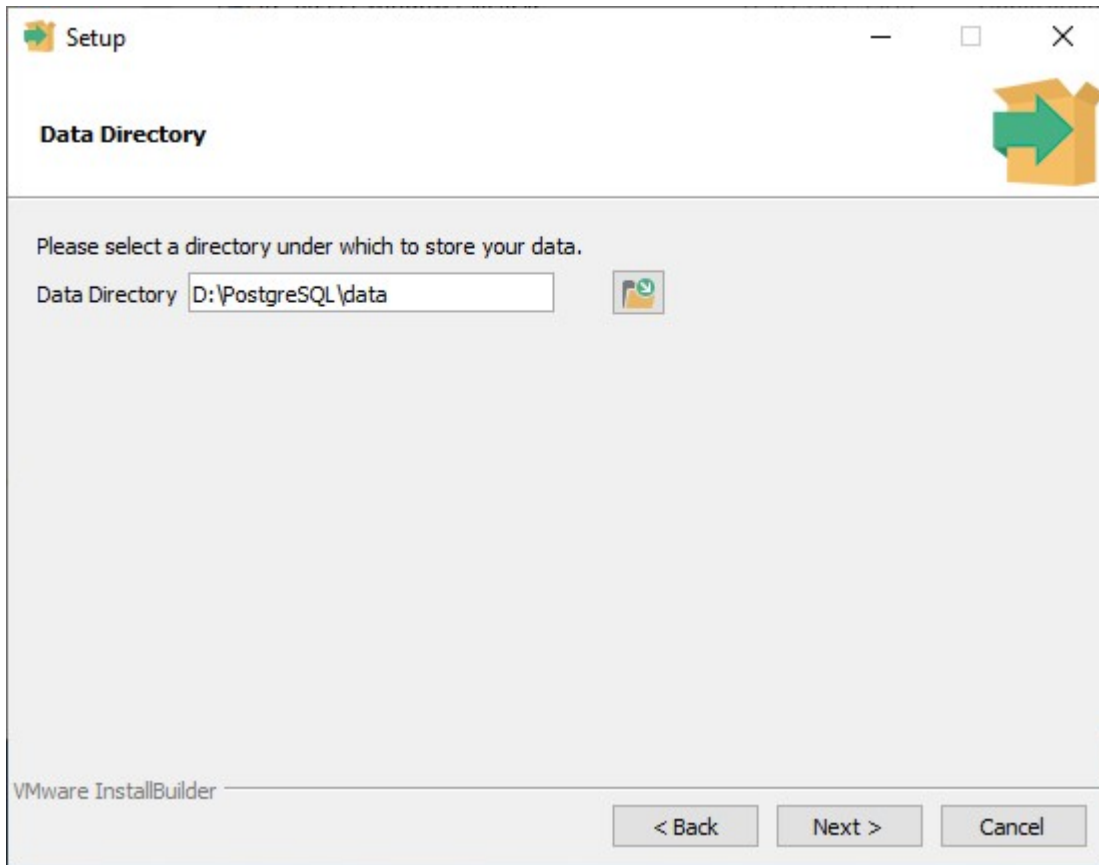 Setup
Data Directory
Please select a directory under which to store your data.
Data Directory D:\PostgreSQL\data
VMware InstallBuilder
< Back Next > Cancel